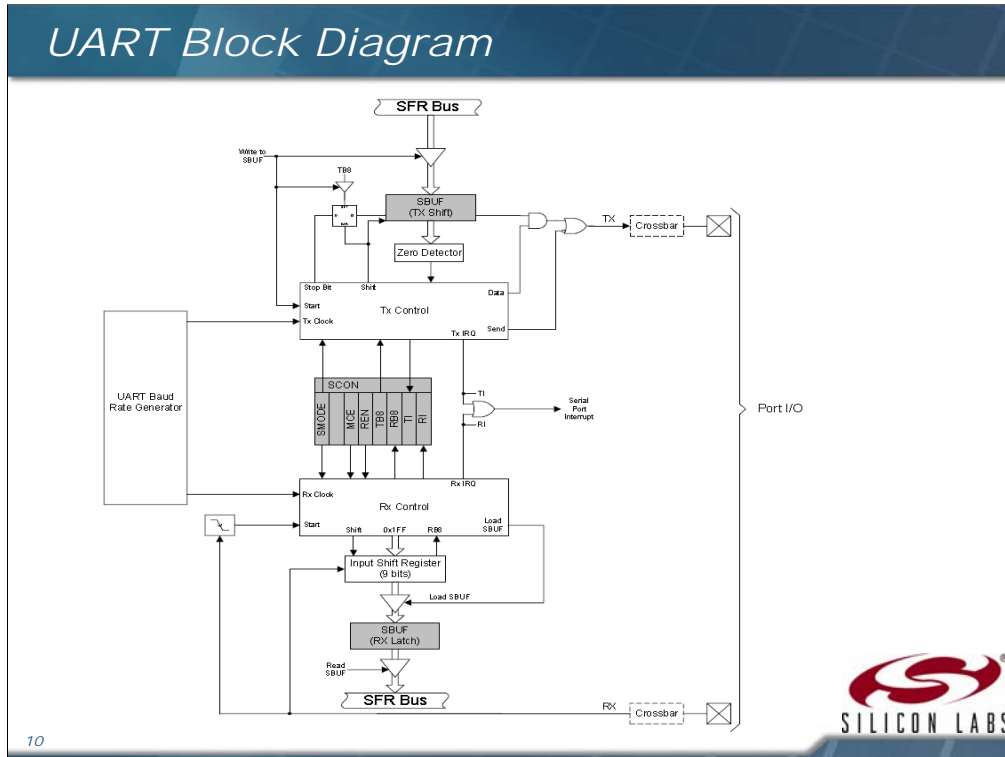 UART Block Diagram
SFR Bus
Write to
SBUF
TB8
SET
D
Q
CLR
SBUF
(TX Shift)
TX
Crossbar
Zero Detector
Stop Bit
Shift
Data
Start
Tx Control
Tx Clock
Tx IRQ
Send
UART Baud
Rate Generator
SCON
SMODE
MCE
REN
TB8
RB8
TI
RI
TI
Serial
Port
Interrupt
RI
Port I/O
Rx Clock
Rx IRQ
Rx Control
Start
Load
SBUF
Shift
0x1FF
RB8
Input Shift Register
(9 bits)
Load SBUF
SBUF
(RX Latch)
Read
SBUF
SFR Bus
RX
Crossbar
SILICON LABS
®
10